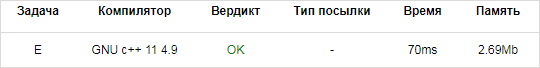 Задача Компилятор Вердикт Тип посылки Время Память
E GNU c++ 11 4.9 OK - 70ms 2.69Mb